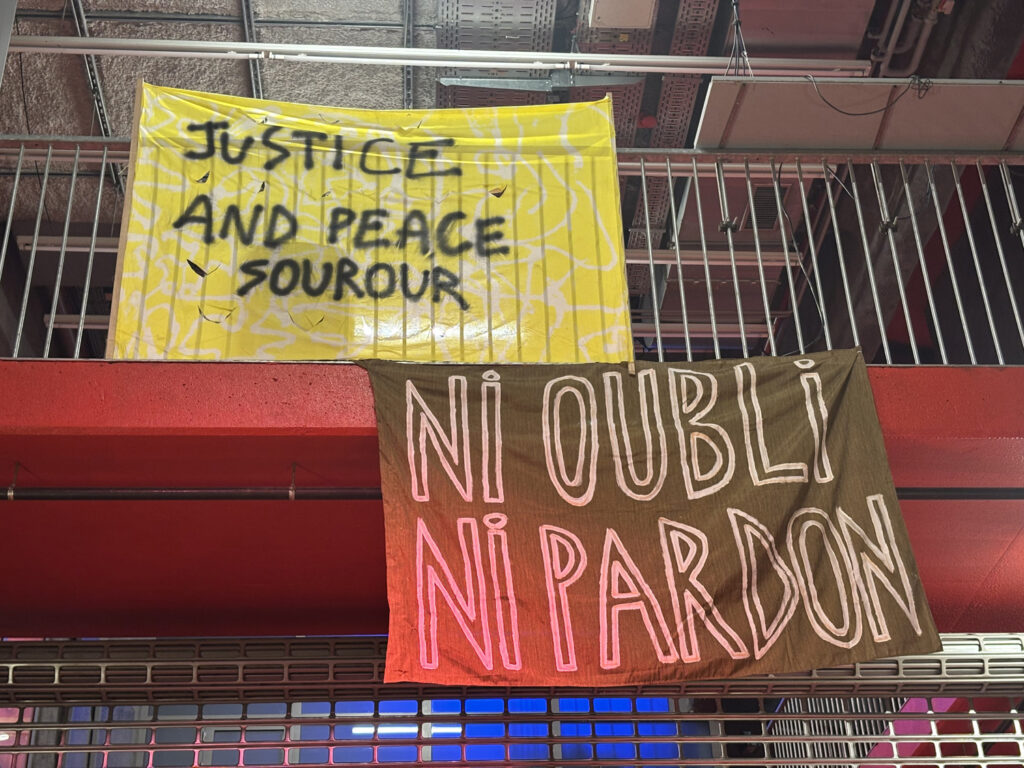 JUSTICE
AND PEACE
SOUROUR
Ni OUBLi
Ni PARDON